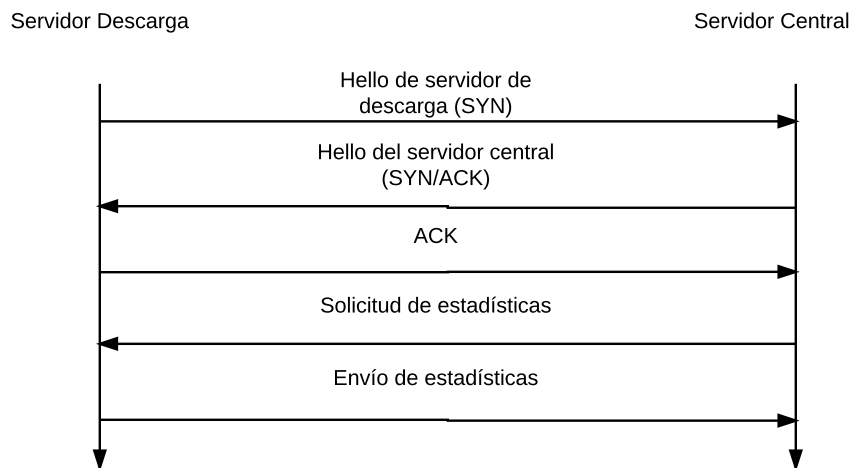 Servidor Descarga
Servidor Central
Hello de servidor de
descarga (SYN)
Hello del servidor central
(SYN/ACK)
ACK
Solicitud de estadísticas
Envío de estadísticas